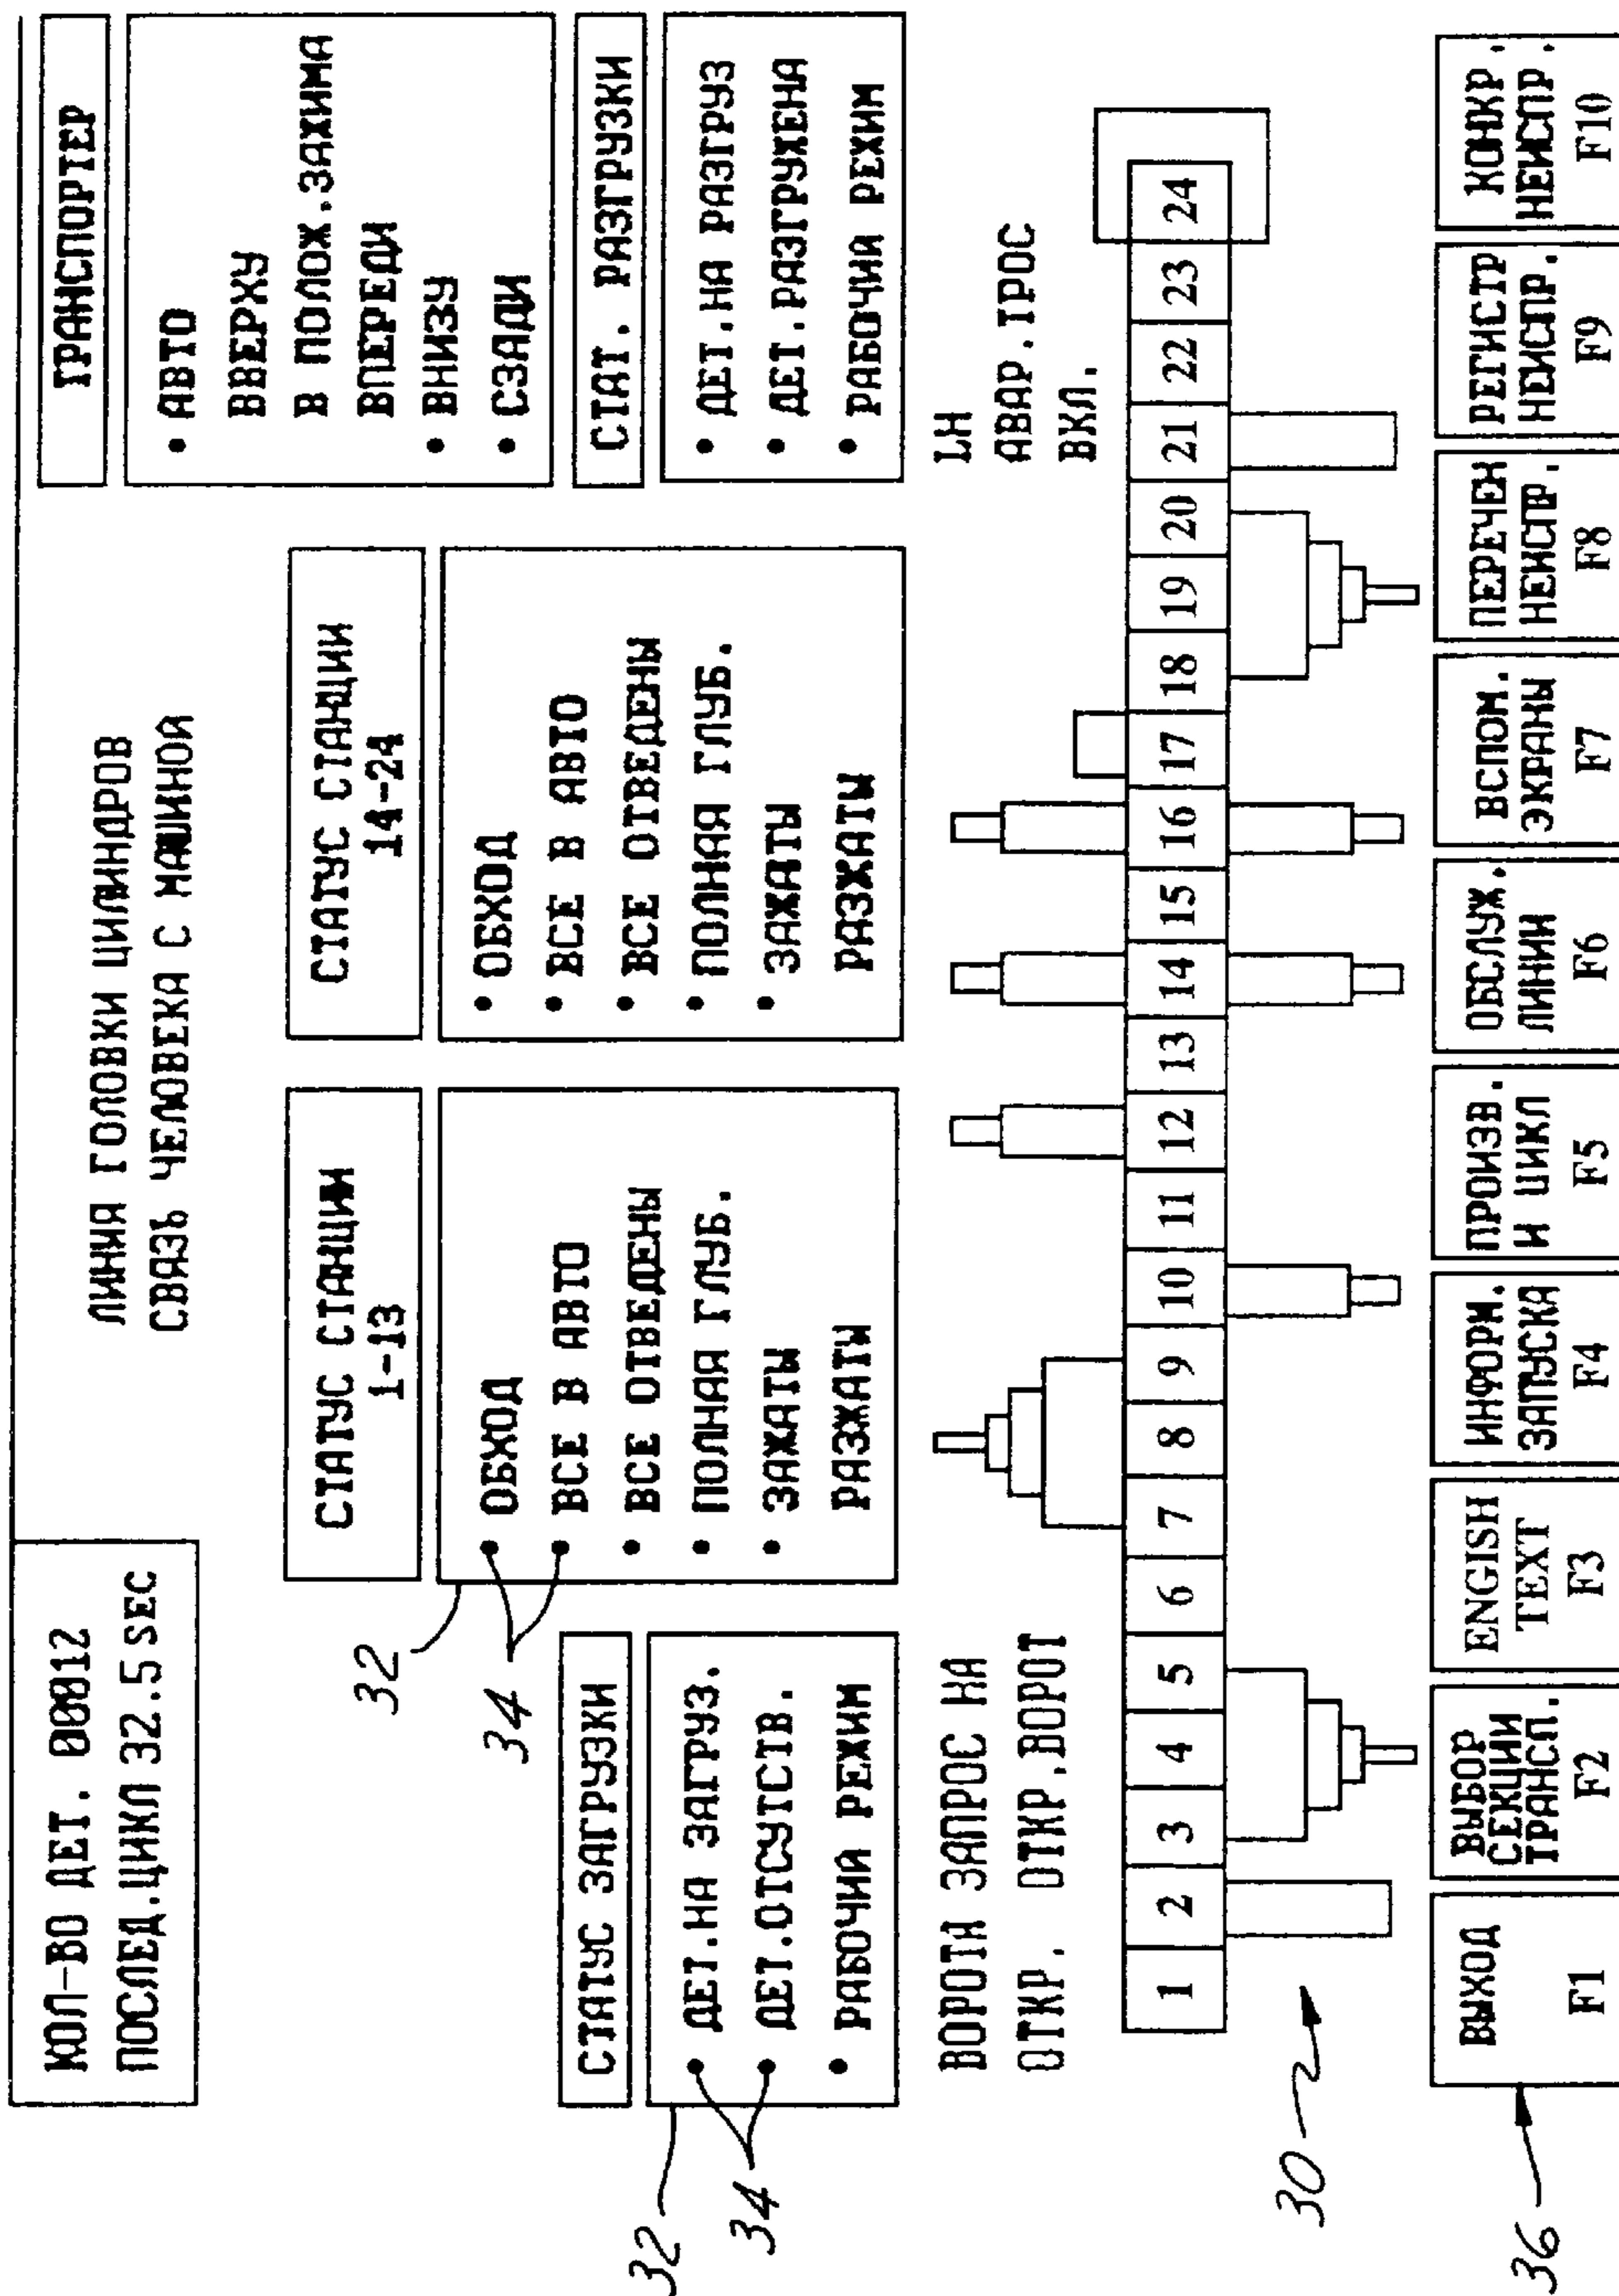 КОЛ-ВО ДЕТ. 00012
ПОСЛЕД.ЦИКЛ 32.5 SEC
ЛИНИЯ ГОЛОВКИ ЦИЛИНДРОВ
СВЯЗЬ ЧЕЛОВЕКА С МАШИНОЙ
ТРАНСПОРТЕР
• АВТО
ВВЕРХУ
В ПОЛОЖ.ЗАЖИМА
ВПЕРЕДИ
• ВНИЗУ
• СЗАДИ
СТАТУС СТАНЦИИ
1-13
• ОБХОД
• ВСЕ В АВТО
• ВСЕ ОТВЕДЕНЫ
• ПОЛНАЯ ГЛУБ.
• ЗАЖАТЫ
РАЗЖАТЫ
СТАТУС СТАНЦИИ
14-24
• ОБХОД
• ВСЕ В АВТО
• ВСЕ ОТВЕДЕНЫ
• ПОЛНАЯ ГЛУБ.
• ЗАЖАТЫ
РАЗЖАТЫ
СТАТУС ЗАГРУЗКИ
• ДЕТ.НА ЗАГРУЗ.
• ДЕТ.ОТСУТСТВ.
• РАБОЧИЯ РЕЖИМ
СТАТ. РАЗГРУЗКИ
• ДЕТ.НА РАЗГРУЗ
• ДЕТ.РАЗГРУЖЕНА
• РАБОЧИЯ РЕЖИМ
32
34
32
34
ВОРОТА ЗАПРОС НА
ОТКР. ОТКР.ВОРОТ
LH
АВАР.ТРОС
ВКЛ.
1 2 3 4 5 6 7 8 9 10 11 12 13 14 15 16 17 18 19 20 21 22 23 24
30
36
ВЫХОД
F1
ВЫБОР
СЕКЦИИ
ТРАНСП.
F2
ENGISH
TEXT
F3
ИНФОРМ.
ЗАПУСКА
F4
ПРОИЗВ.
И ЦИКЛ
F5
ОБСЛУЖ.
ЛИНИИ
F6
ВСПОМ.
ЭКРАНЫ
F7
ПЕРЕЧЕН
НЕИСПР.
F8
РЕГИСТР
НЕИСПР.
F9
КОНКР.
НЕИСПР.
F10